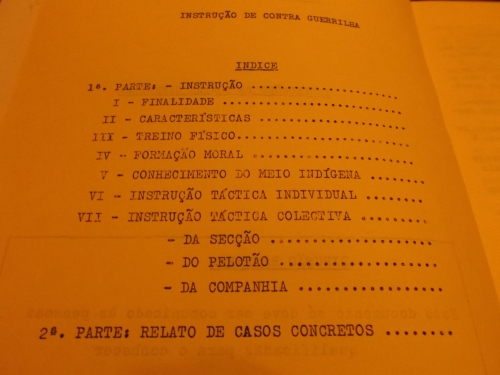 INSTRUÇÃO DE CONTRA GUERRILHA
INDICE
1ª. PARTE: - INSTRUÇÃO ....................
I - FINALIDADE ........................
II - CARACTERÍSTICAS ....................
III - TREINO FÍSICO......................
IV - FORMAÇÃO MORAL ....................
V - CONHECIMENTO DO MEIO INDÍGENA ........
VI - INSTRUÇÃO TÁCTICA INDIVIDUAL ........
VII - INSTRUÇÃO TÁCTICA COLECTIVA .........
- DA SECÇÃO ......................
- DO PELOTÃO ....................
- DA COMPANHIA ..................
2ª. PARTE: RELATO DE CASOS CONCRETOS ........